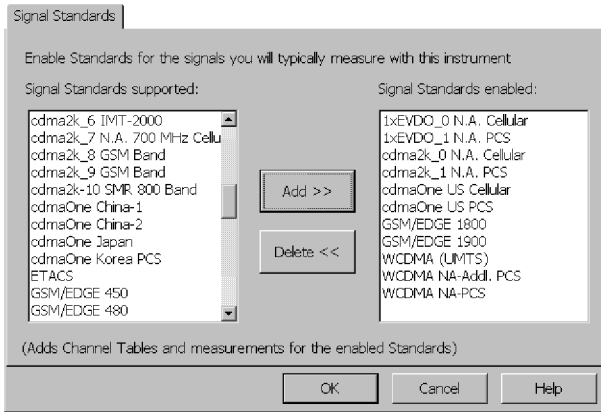 Signal Standards
Enable Standards for the signals you will typically measure with this instrument
Signal Standards supported:
cdma2k_6 IMT-2000
cdma2k_7 N.A. 700 MHz Cellu
cdma2k_8 GSM Band
cdma2k_9 GSM Band
cdma2k-10 SMR 800 Band
cdmaOne China-1
cdmaOne China-2
cdmaOne Japan
cdmaOne Korea PCS
ETACS
GSM/EDGE 450
GSM/EDGE 480
Add >>
Delete <<
Signal Standards enabled:
1xEVDO_0 N.A. Cellular
1xEVDO_1 N.A. PCS
cdma2k_0 N.A. Cellular
cdma2k_1 N.A. PCS
cdmaOne US Cellular
cdmaOne US PCS
GSM/EDGE 1800
GSM/EDGE 1900
WCDMA (UMTS)
WCDMA NA-Addl. PCS
WCDMA NA-PCS
(Adds Channel Tables and measurements for the enabled Standards)
OK
Cancel
Help